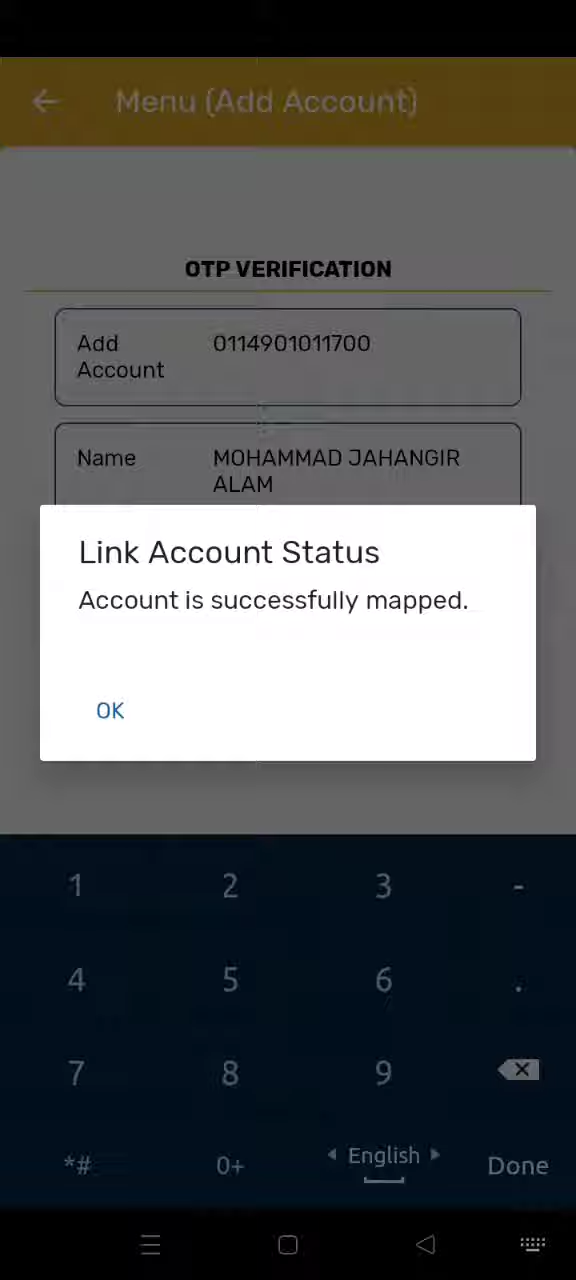 Menu (Add Account)
OTP VERIFICATION
Add 0114901011700
Account
Name MOHAMMAD JAHANGIR
ALAM
Link Account Status
Account is successfully mapped.
OK
1 2 3 -
4 5 6 .
7 8 9
*# 0+ English Done